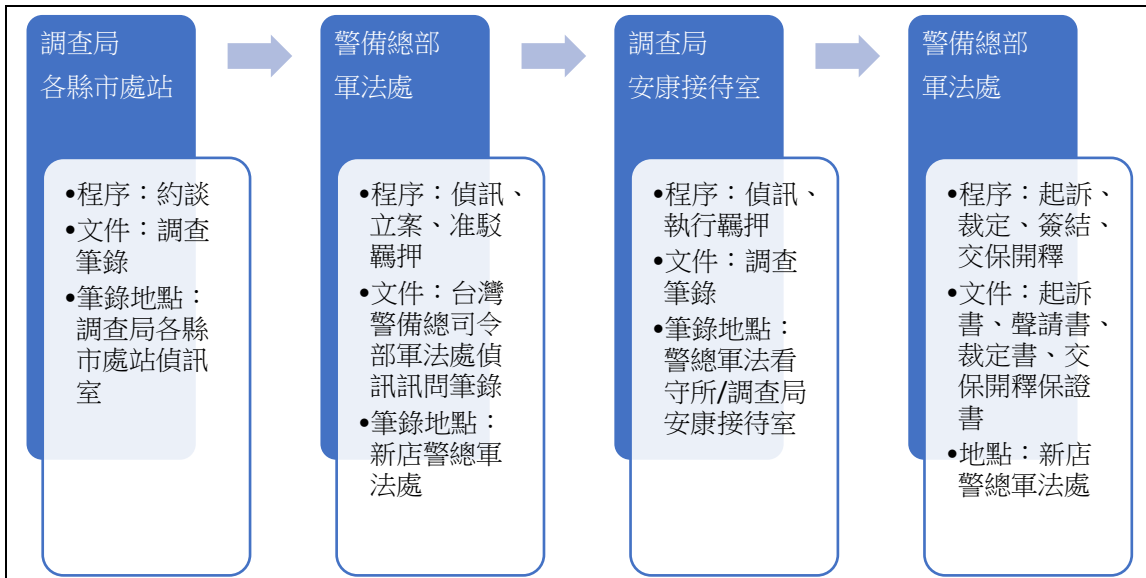 調查局
各縣市處站
•程序：約談
•文件：調查
筆錄
•筆錄地點：
調查局各縣
市處站偵訊
室
警備總部
軍法處
•程序：偵訊、
立案、准駁
羈押
•文件：台灣
警備總司令
部軍法處偵
訊訊問筆錄
•筆錄地點：
新店警總軍
法處
調查局
安康接待室
•程序：偵訊、
執行羈押
•文件：調查
筆錄
•筆錄地點：
警總軍法看
守所/調查局
安康接待室
警備總部
軍法處
•程序：起訴、
裁定、簽結、
交保開釋
•文件：起訴
書、聲請書、
裁定書、交
保開釋保證
書
•地點：新店
警總軍法處